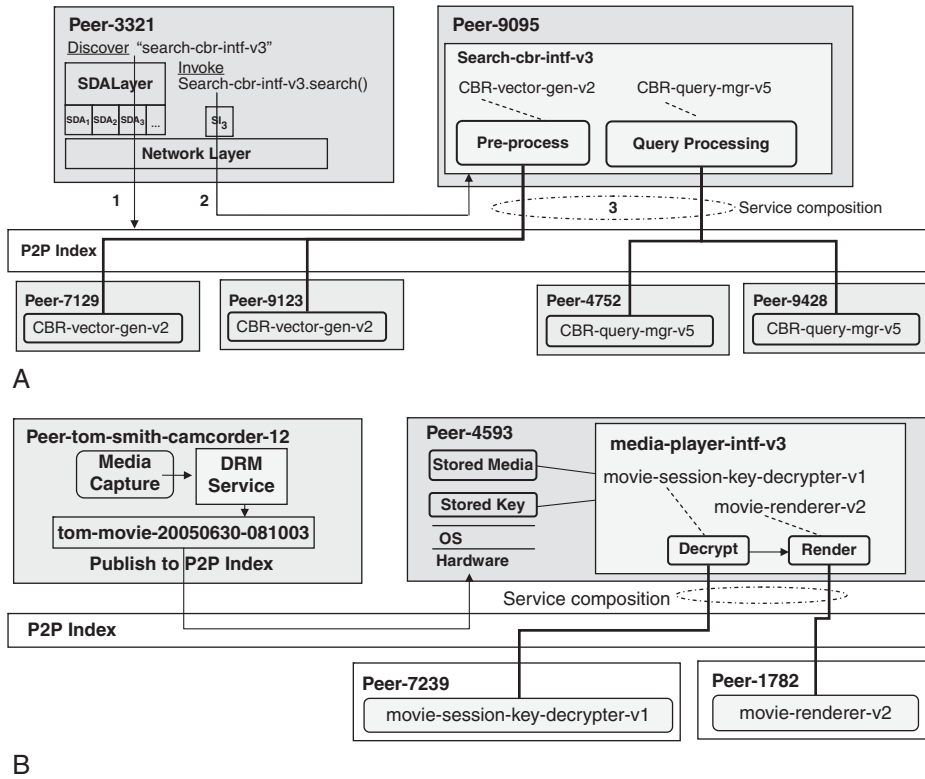 Peer-3321
Discover “search-cbr-intf-v3”
Invoke
Search-cbr-intf-v3.search()
SDALayer
SDA1 SDA2 SDA3 ...
SI3
Network Layer
1
2
Peer-9095
Search-cbr-intf-v3
CBR-vector-gen-v2
CBR-query-mgr-v5
Pre-process
Query Processing
3
Service composition
P2P Index
Peer-7129
CBR-vector-gen-v2
Peer-9123
CBR-vector-gen-v2
Peer-4752
CBR-query-mgr-v5
Peer-9428
CBR-query-mgr-v5
A
Peer-tom-smith-camcorder-12
Media
Capture
DRM
Service
tom-movie-20050630-081003
Publish to P2P Index
Peer-4593
Stored Media
Stored Key
OS
Hardware
media-player-intf-v3
movie-session-key-decrypter-v1
movie-renderer-v2
Decrypt
Render
Service composition
P2P Index
Peer-7239
movie-session-key-decrypter-v1
Peer-1782
movie-renderer-v2
B